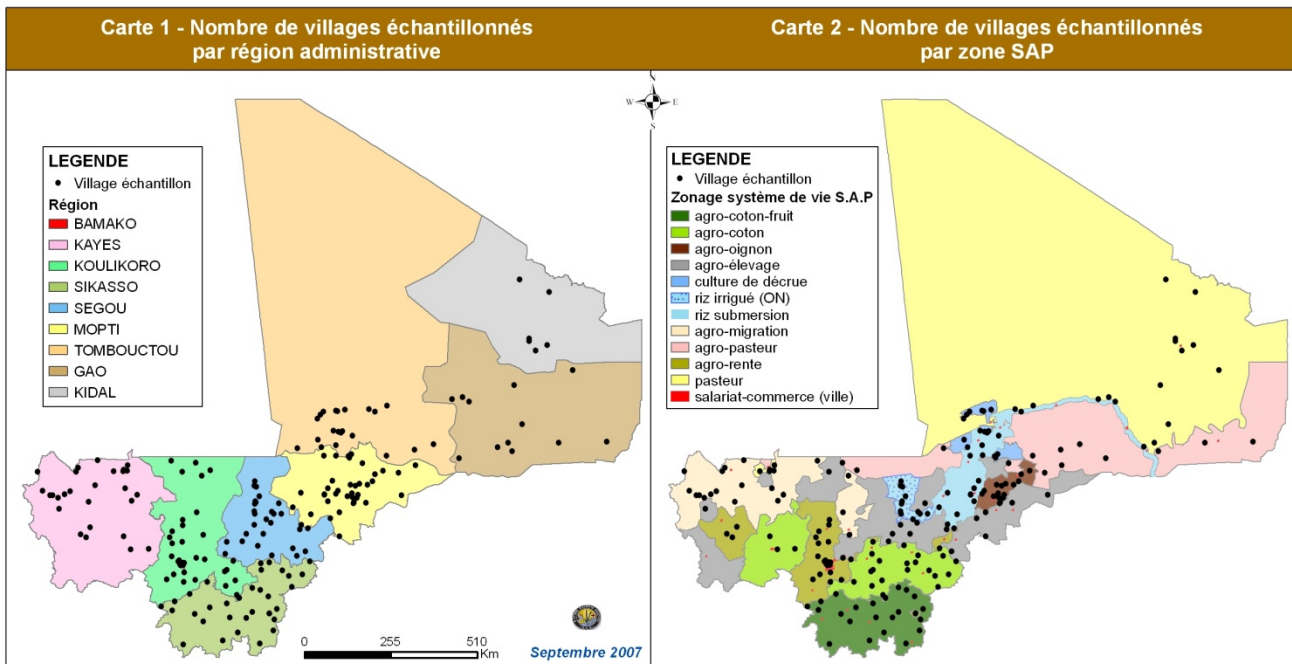 Carte 1 - Nombre de villages échantillonnés
par région administrative
Carte 2 - Nombre de villages échantillonnés
par zone SAP
N
W
E
S
LEGENDE
Village échantillon
Région
BAMAKO
KAYES
KOULIKORO
SIKASSO
SEGOU
MOPTI
TOMBOUCTOU
GAO
KIDAL
0 255 510
Km
Septembre 2007
LEGENDE
Village échantillon
Zonage système de vie S.A.P
agro-coton-fruit
agro-coton
agro-oignon
agro-élevage
culture de décrue
riz irrigué (ON)
riz submersion
agro-migration
agro-pasteur
agro-rente
pasteur
salariat-commerce (ville)